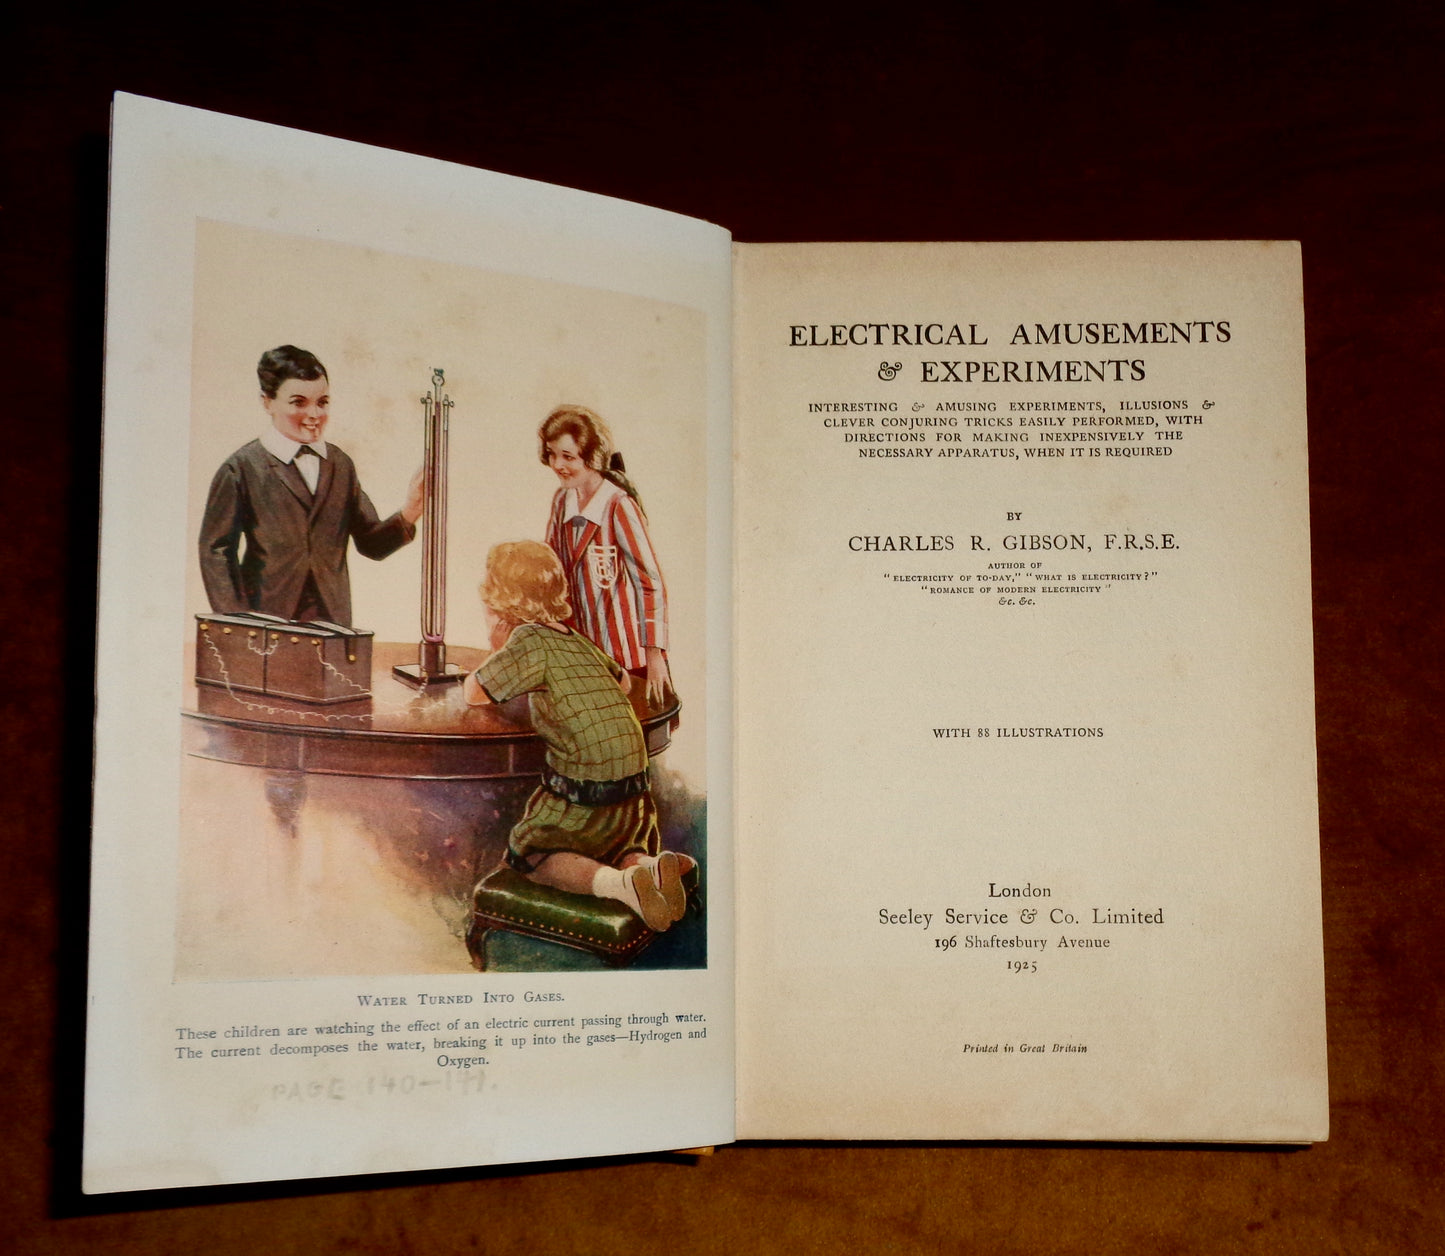 WATER TURNED INTO GASES.
These children are watching the effect of an electric current passing through water.
The current decomposes the water, breaking it up into the gases—Hydrogen and
Oxygen.
PAGE 140-141.
ELECTRICAL AMUSEMENTS
& EXPERIMENTS
INTERESTING & AMUSING EXPERIMENTS, ILLUSIONS &
CLEVER CONJURING TRICKS EASILY PERFORMED, WITH
DIRECTIONS FOR MAKING INEXPENSIVELY THE
NECESSARY APPARATUS, WHEN IT IS REQUIRED
BY
CHARLES R. GIBSON, F.R.S.E.
AUTHOR OF
"ELECTRICITY OF TO-DAY," "WHAT IS ELECTRICITY?"
"ROMANCE OF MODERN ELECTRICITY"
&c. &c.
WITH 88 ILLUSTRATIONS
London
Seeley Service & Co. Limited
196 Shaftesbury Avenue
1925
Printed in Great Britain